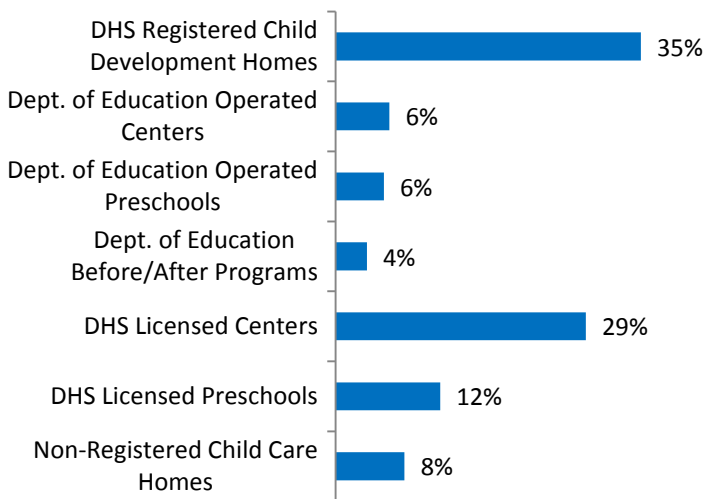 DHS Registered Child
Development Homes
35%
Dept. of Education Operated
Centers
6%
Dept. of Education Operated
Preschools
6%
Dept. of Education
Before/After Programs
4%
DHS Licensed Centers
29%
DHS Licensed Preschools
12%
Non-Registered Child Care
Homes
8%